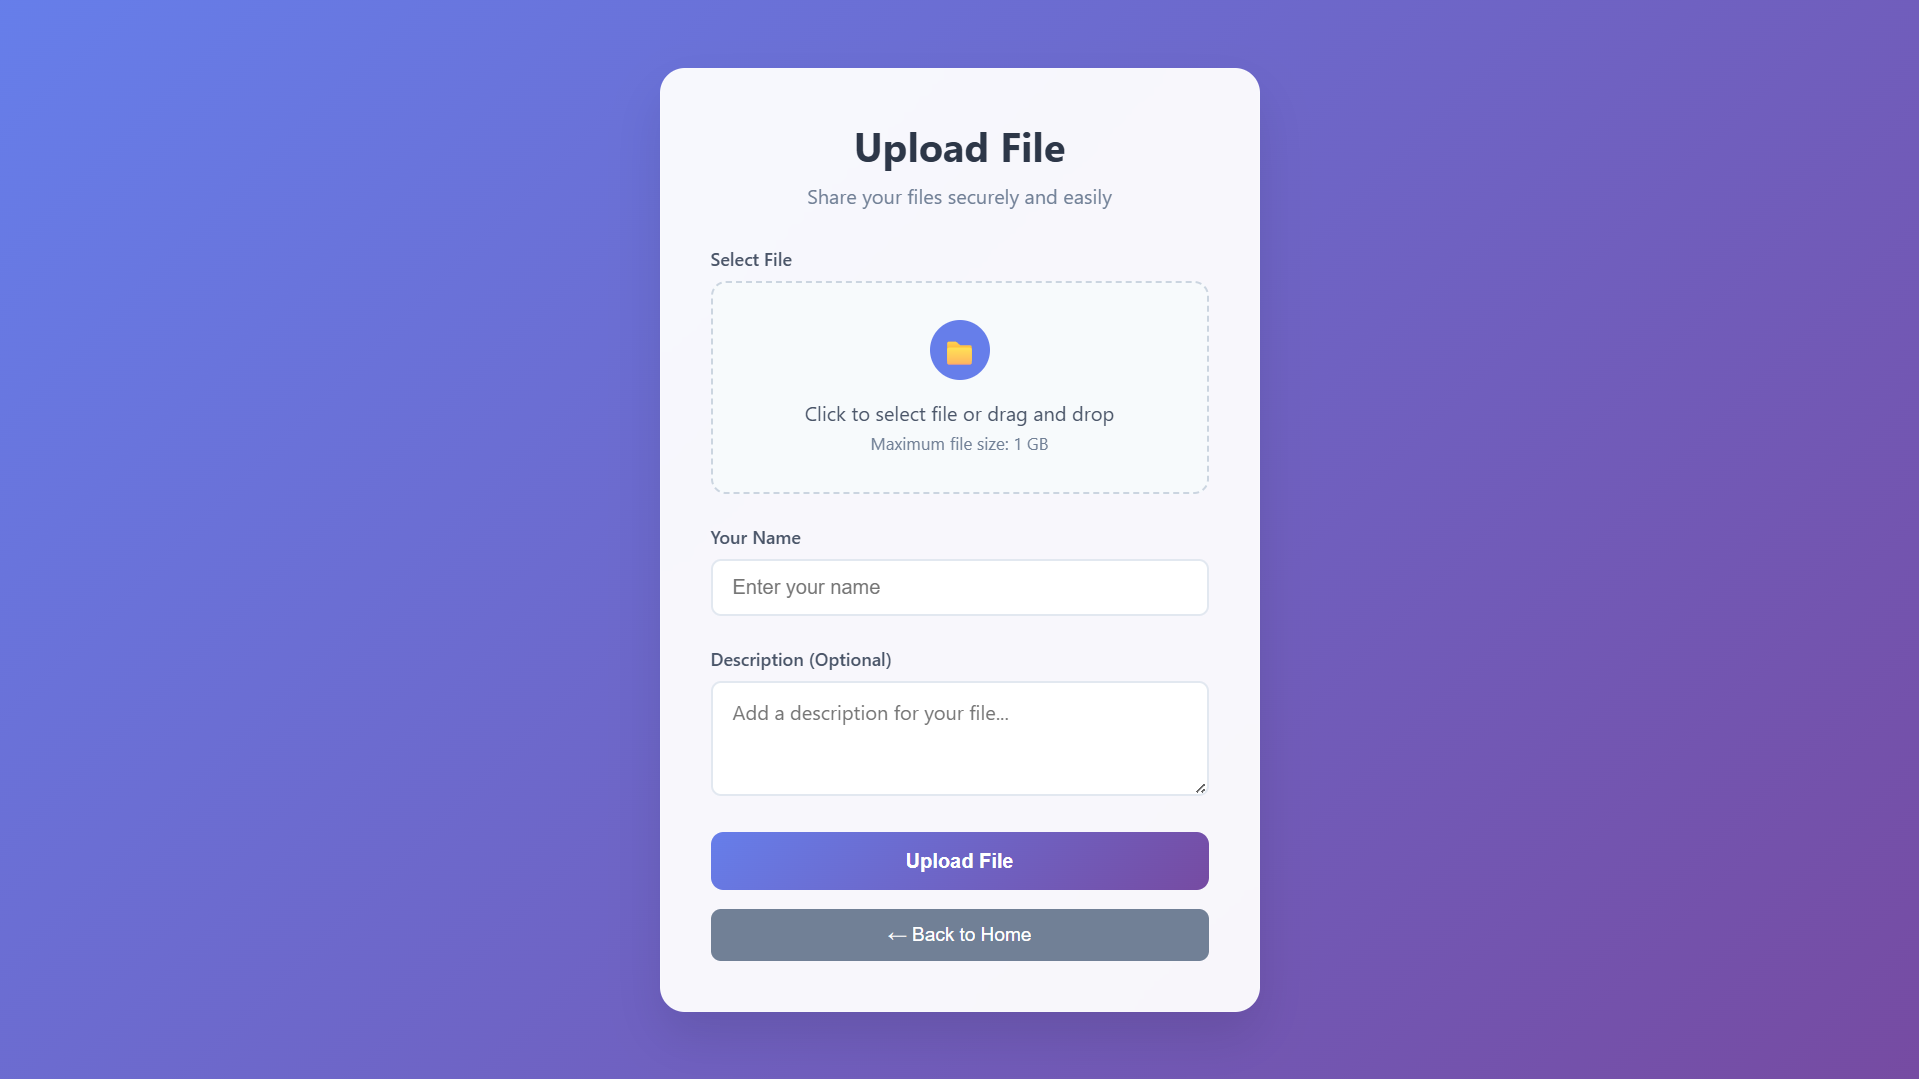 Upload File
Share your files securely and easily
Select File
Click to select file or drag and drop
Maximum file size: 1 GB
Your Name
Enter your name
Description (Optional)
Add a description for your file...
Upload File
← Back to Home